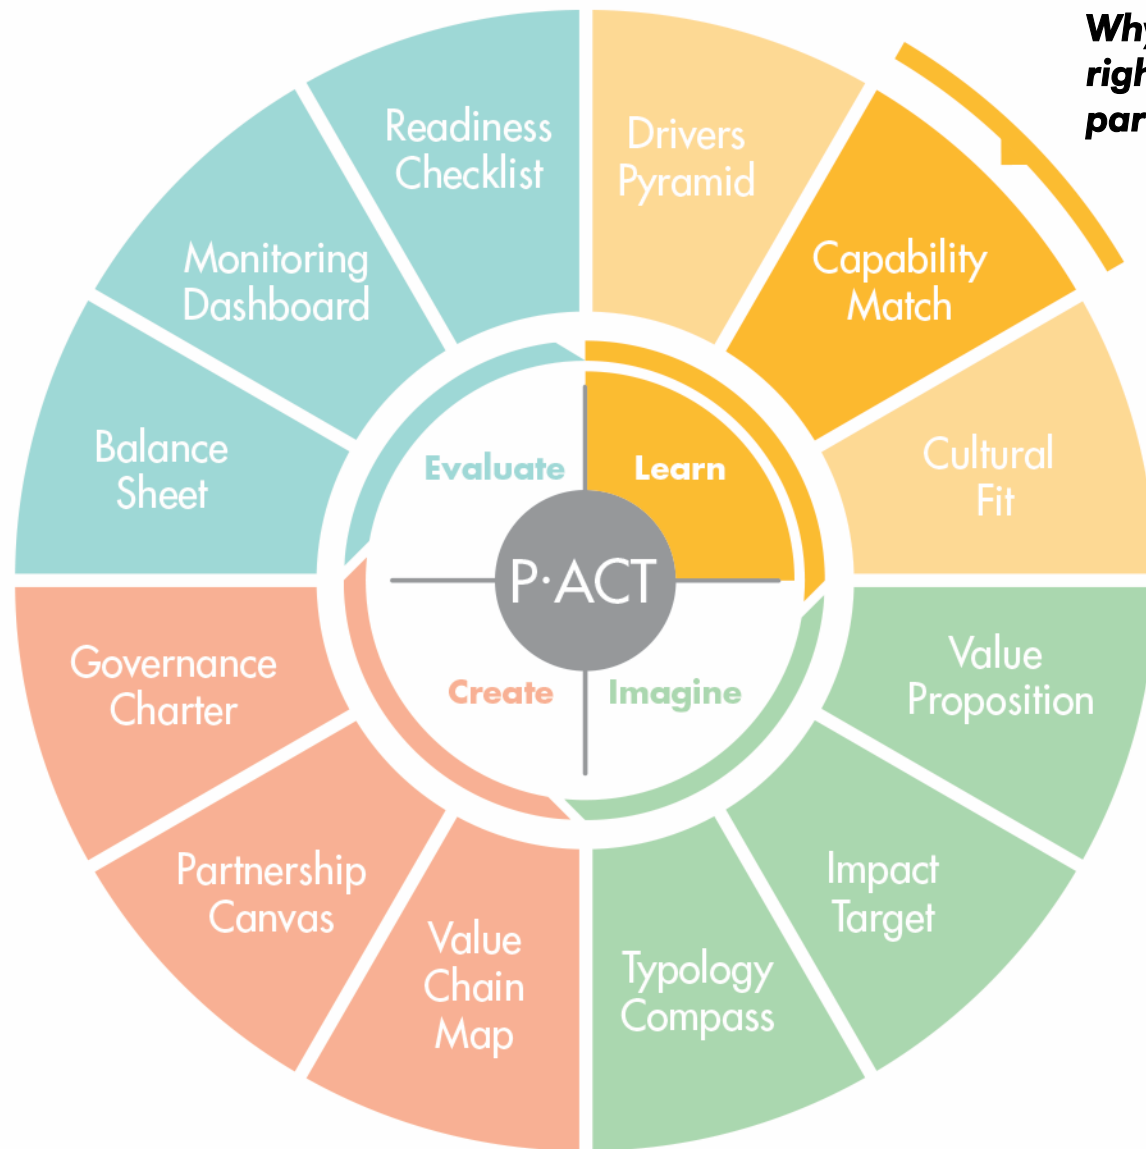 Readiness
Checklist
Drivers
Pyramid
Capability
Match
Cultural
Fit
Value
Proposition
Impact
Target
Typology
Compass
Value
Chain
Map
Partnership
Canvas
Governance
Charter
Balance
Sheet
Monitoring
Dashboard
Evaluate
Learn
P·ACT
Create
Imagine